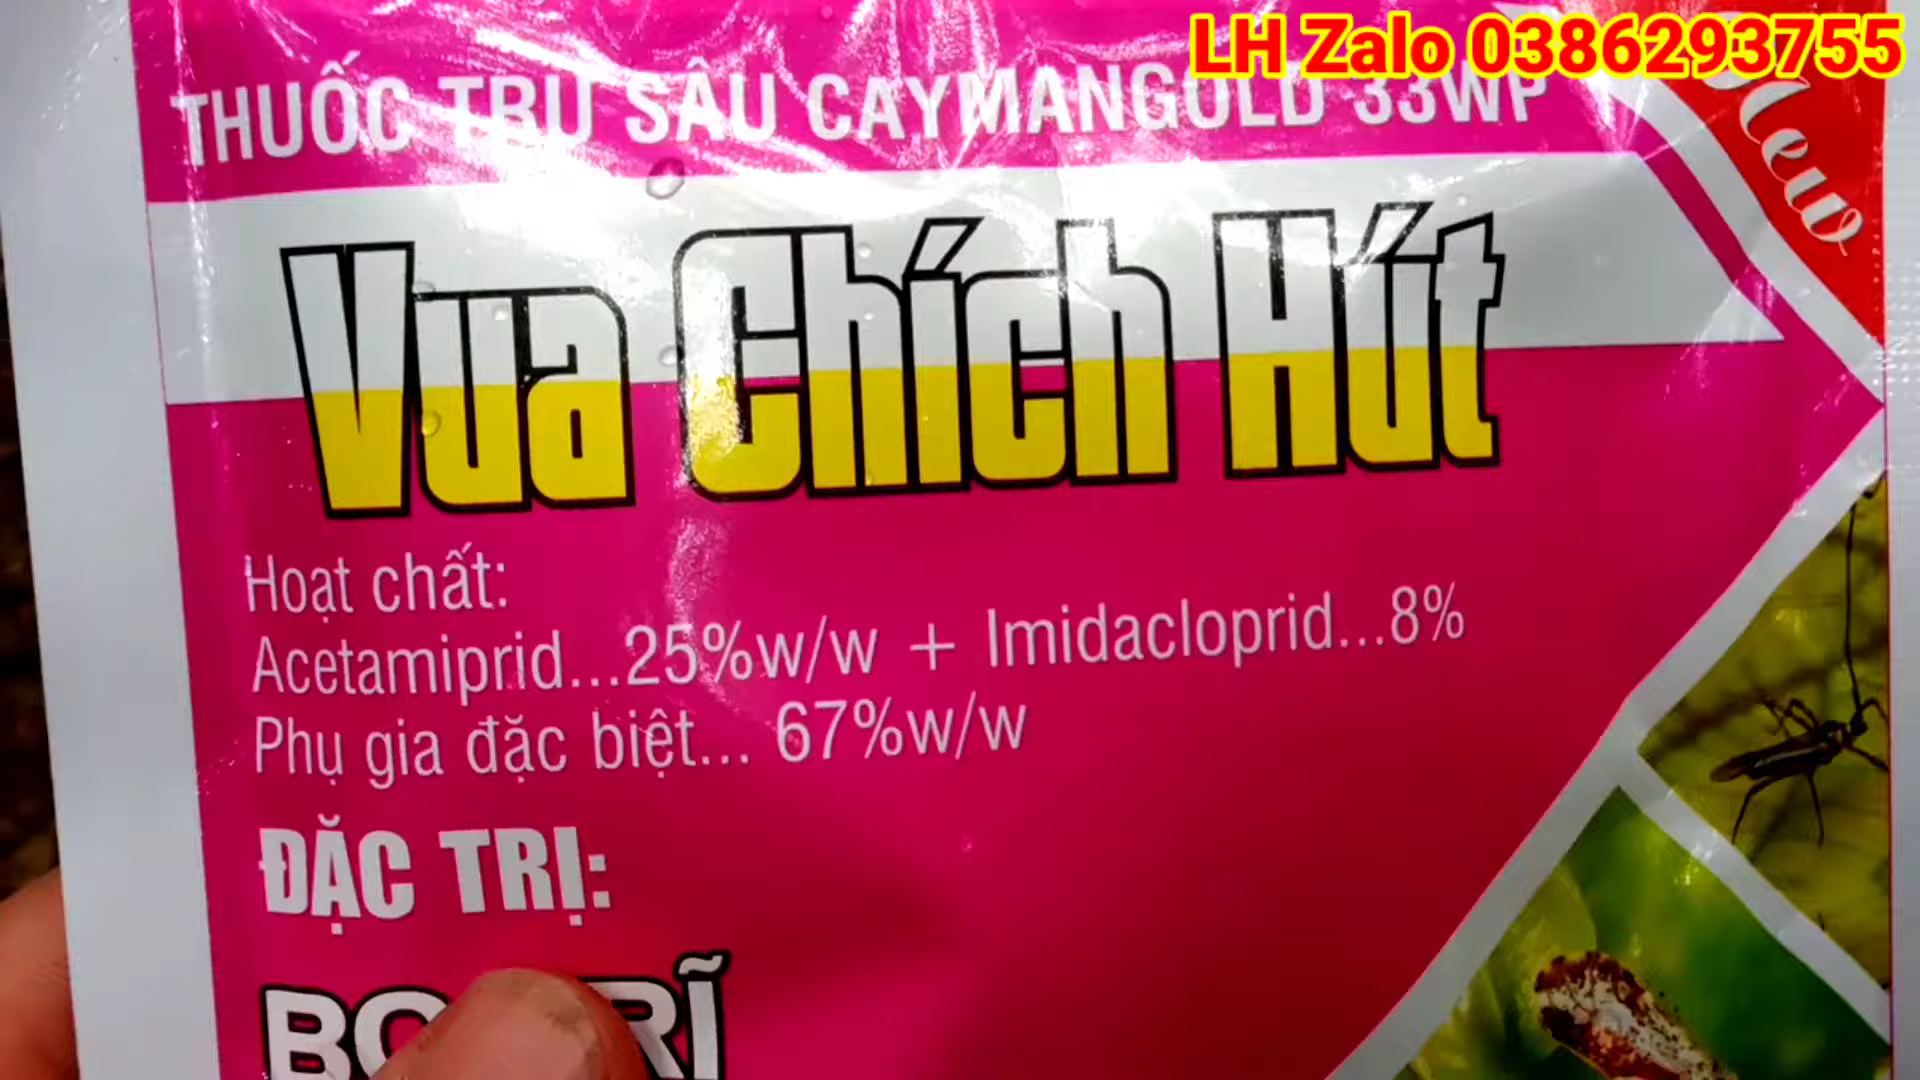 LH Zalo 0386293755
THUỐC TRỪ SÂU CAYMANGOLD 33WP
New
Vua Chích Hút
Hoạt chất:
Acetamiprid...25%w/w + Imidacloprid...8%
Phụ gia đặc biệt... 67%w/w
ĐẶC TRỊ: